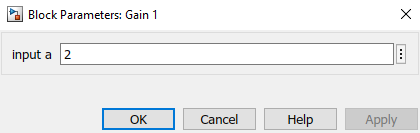 Block Parameters: Gain 1
input a 2
OK Cancel Help Apply